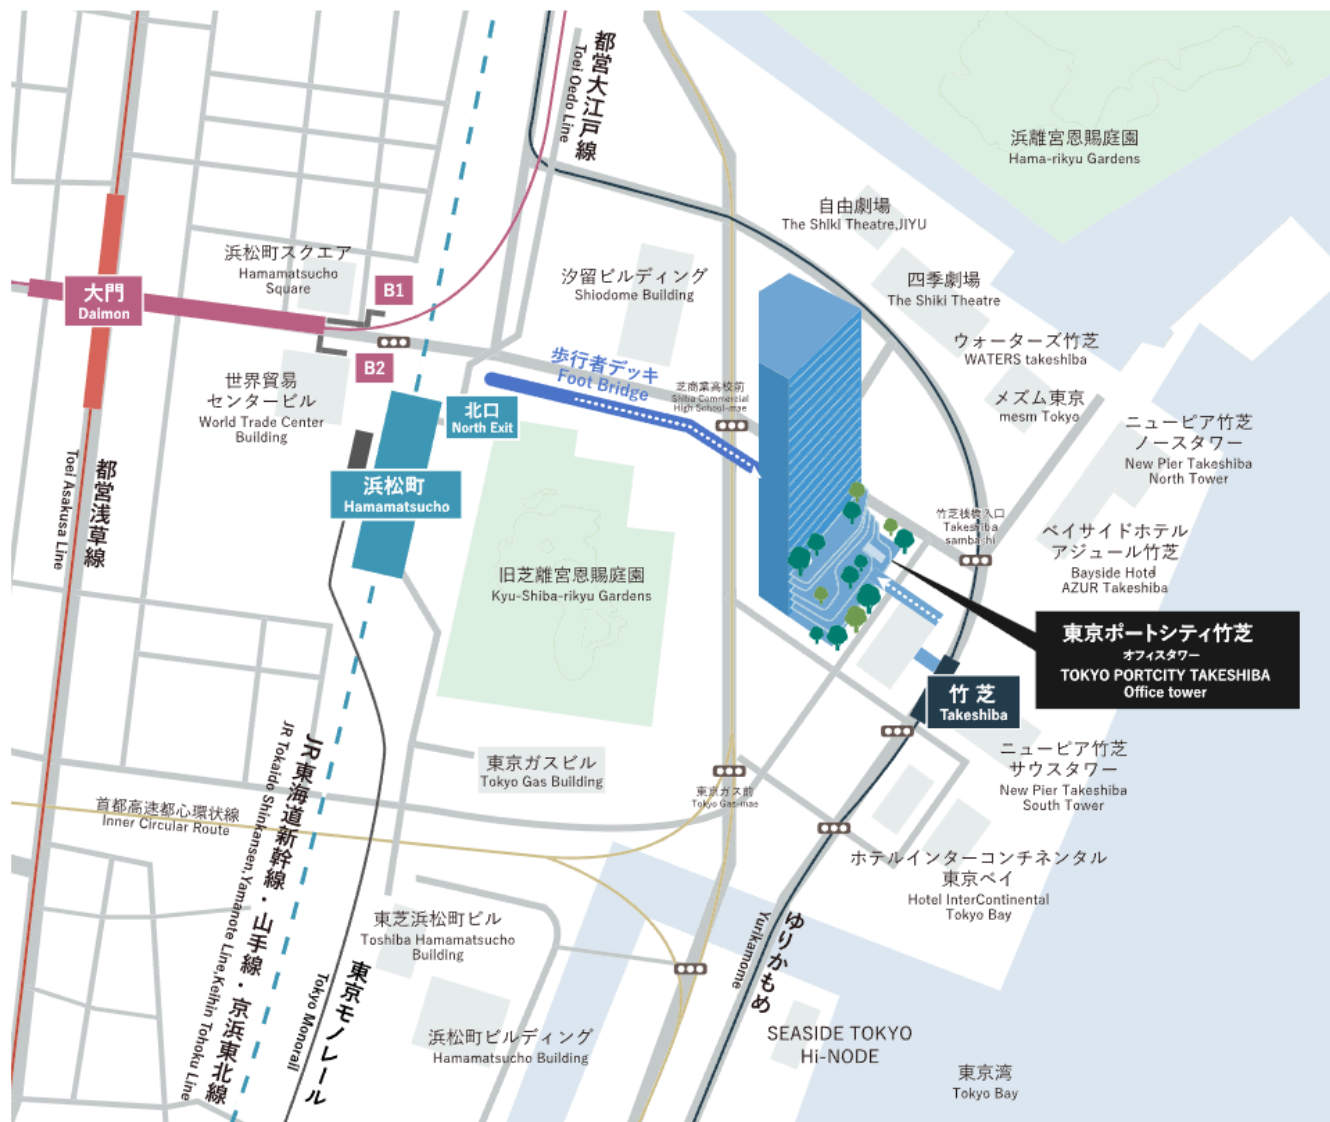 都営大江戸線
Toei Oedo Line
浜離宮恩賜庭園
Hama-rikyu Gardens
自由劇場
The Shiki Theatre,JIYU
浜松町スクエア
Hamamatsucho
Square
汐留ビルディング
Shiodome Building
四季劇場
The Shiki Theatre
大門
Daimon
B1
B2
ウォーターズ竹芝
WATERS takeshiba
歩行者デッキ
Foot Bridge
芝商業高校前
Shiba Commercial
High School-mae
世界貿易
センタービル
World Trade Center
Building
北口
North Exit
メズム東京
mesm Tokyo
ニューピア竹芝
ノースタワー
New Pier Takeshiba
North Tower
都営浅草線
Toei Asakusa Line
浜松町
Hamamatsucho
竹芝桟橋入口
Takeshiba
sambashi
ベイサイドホテル
アジュール竹芝
Bayside Hotel
AZUR Takeshiba
旧芝離宮恩賜庭園
Kyu-Shiba-rikyu Gardens
東京ポートシティ竹芝
オフィスタワー
TOKYO PORTCITY TAKESHIBA
Office tower
竹芝
Takeshiba
ニューピア竹芝
サウスタワー
New Pier Takeshiba
South Tower
東京ガスビル
Tokyo Gas Building
東京ガス前
Tokyo Gas-mae
首都高速都心環状線
Inner Circular Route
JR東海道新幹線・山手線・京浜東北線
JR Tokaido Shinkansen,Yamanote Line,Keihin Tohoku Line
ホテルインターコンチネンタル
東京ベイ
Hotel InterContinental
Tokyo Bay
東芝浜松町ビル
Toshiba Hamamatsucho
Building
東京モノレール
Tokyo Monorail
ゆりかもめ
Yurikamome
浜松町ビルディング
Hamamatsucho Building
SEASIDE TOKYO
Hi-NODE
東京湾
Tokyo Bay